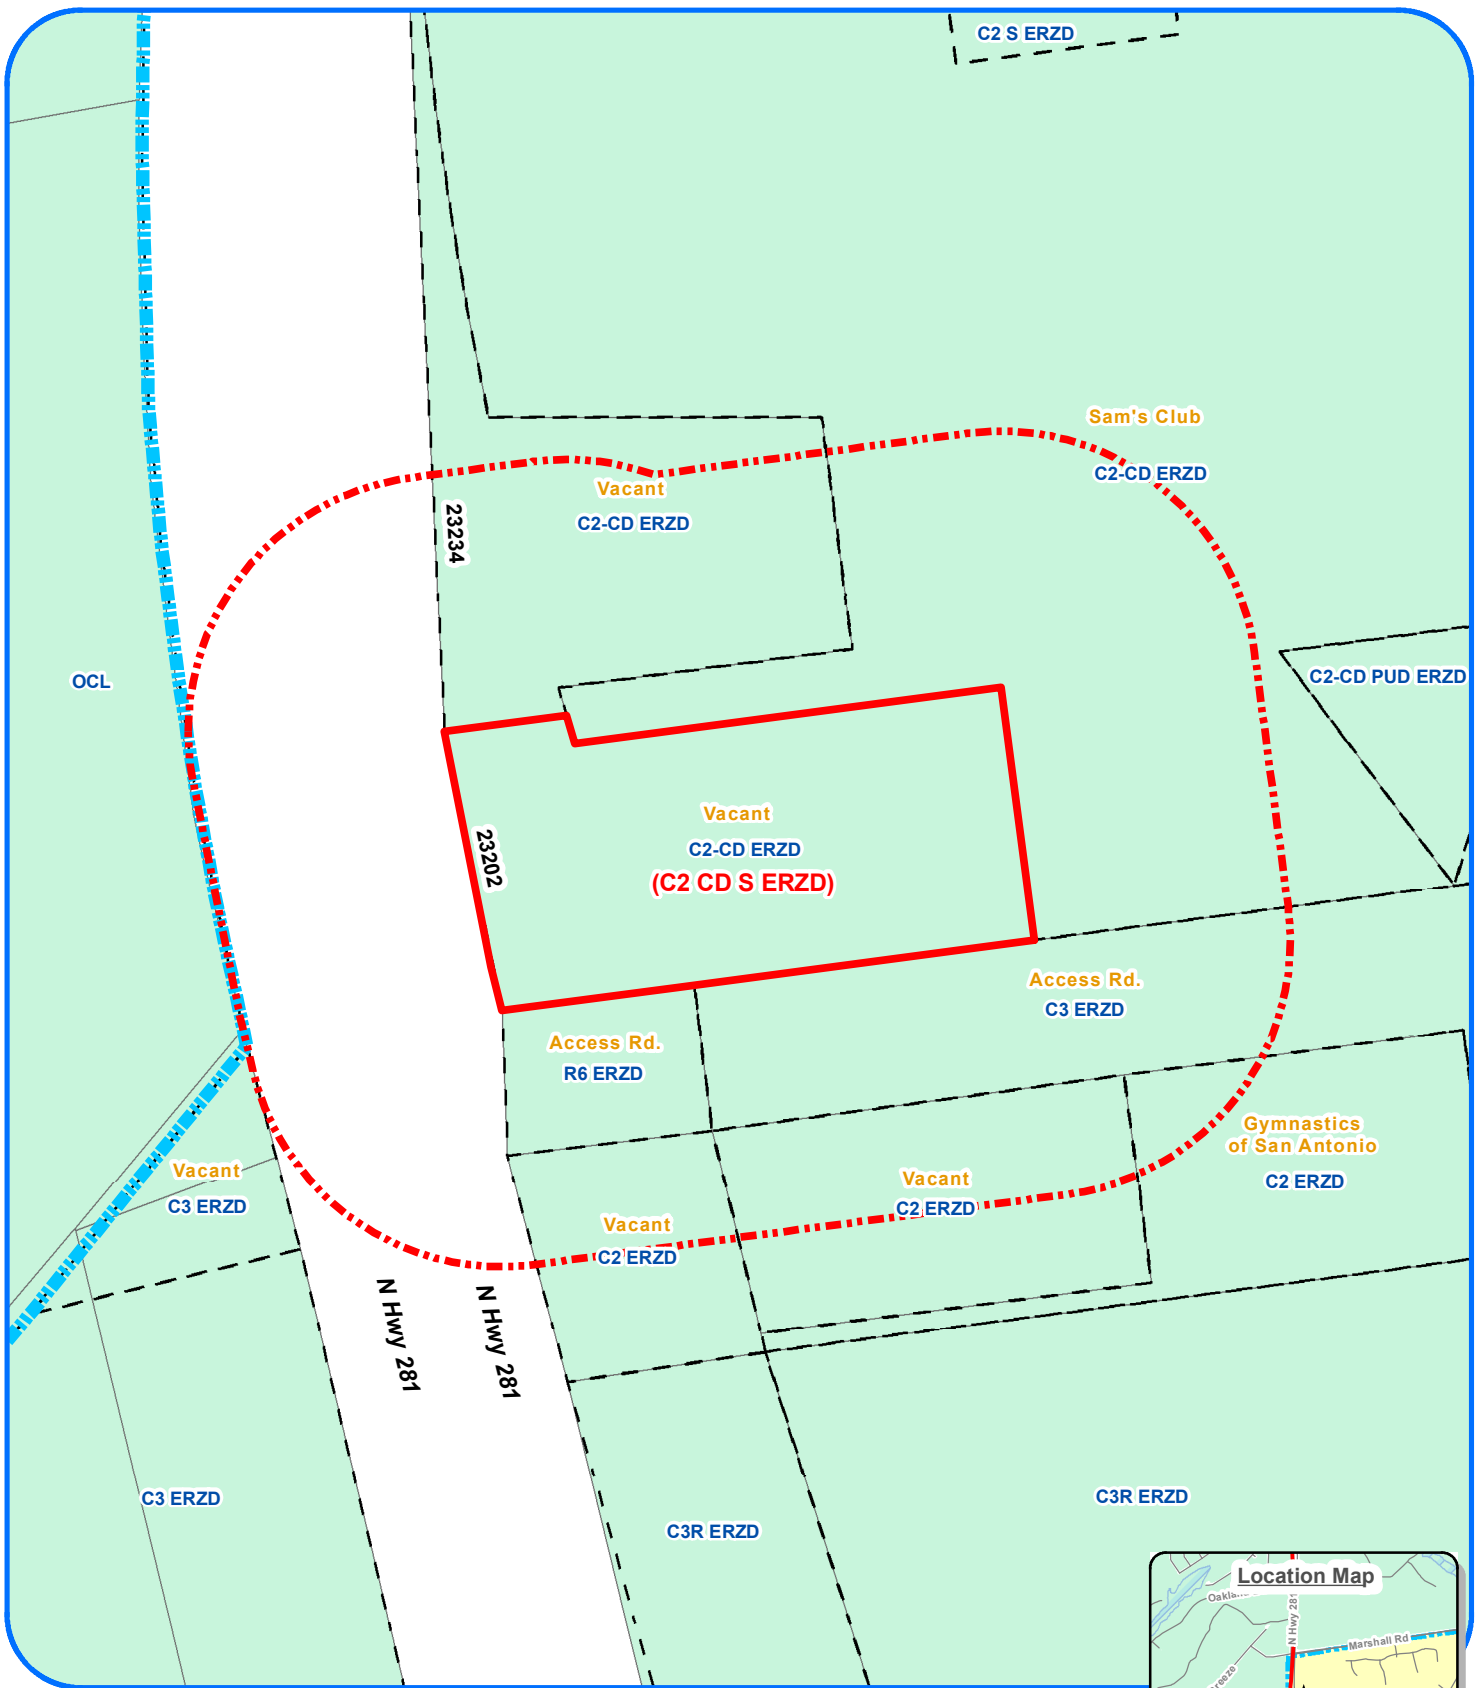 C2 S ERZD
Sam's Club
C2-CD ERZD
Vacant
C2-CD ERZD
23234
OCL
C2-CD PUD ERZD
Vacant
C2-CD ERZD
(C2 CD S ERZD)
23202
Access Rd.
C3 ERZD
Access Rd.
R6 ERZD
Gymnastics
of San Antonio
C2 ERZD
Vacant
C3 ERZD
Vacant
C2 ERZD
Vacant
C2 ERZD
N Hwy 281
N Hwy 281
C3 ERZD
C3R ERZD
C3R ERZD
Location Map
N Hwy 281
Marshall Rd